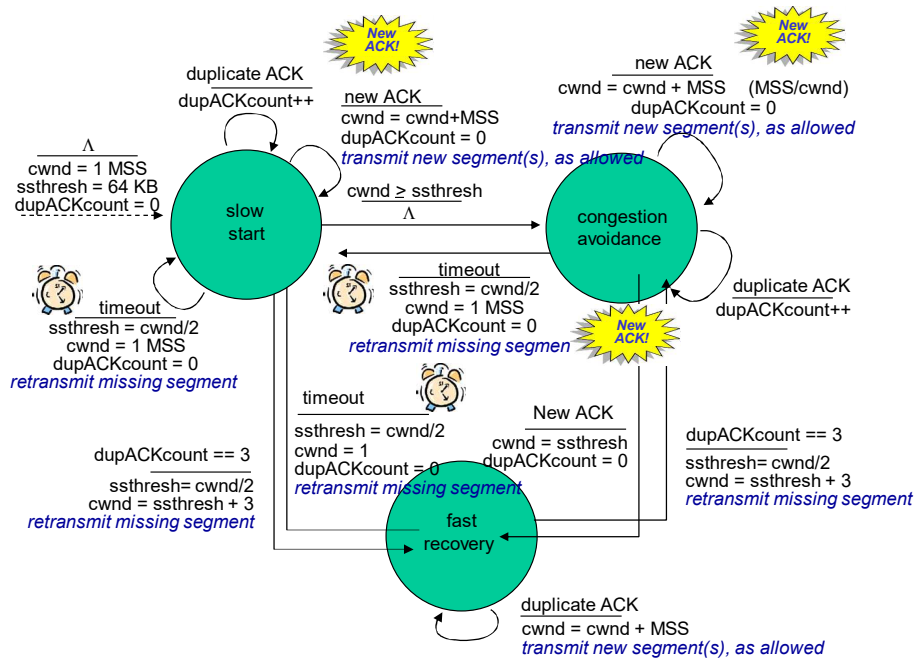 New
ACK!
New
ACK!
duplicate ACK
dupACKcount++
new ACK
cwnd = cwnd+MSS
dupACKcount = 0
transmit new segment(s), as allowed
new ACK
cwnd = cwnd + MSS (MSS/cwnd)
dupACKcount = 0
transmit new segment(s), as allowed
Λ
cwnd = 1 MSS
ssthresh = 64 KB
dupACKcount = 0
slow
start
cwnd ≥ ssthresh
Λ
congestion
avoidance
timeout
ssthresh = cwnd/2
cwnd = 1 MSS
dupACKcount = 0
retransmit missing segment
timeout
ssthresh = cwnd/2
cwnd = 1 MSS
dupACKcount = 0
retransmit missing segmen
New
ACK!
duplicate ACK
dupACKcount++
timeout
ssthresh = cwnd/2
cwnd = 1
dupACKcount = 0
retransmit missing segment
New ACK
cwnd = ssthresh
dupACKcount = 0
dupACKcount == 3
ssthresh= cwnd/2
cwnd = ssthresh + 3
retransmit missing segment
dupACKcount == 3
ssthresh= cwnd/2
cwnd = ssthresh + 3
retransmit missing segment
fast
recovery
duplicate ACK
cwnd = cwnd + MSS
transmit new segment(s), as allowed